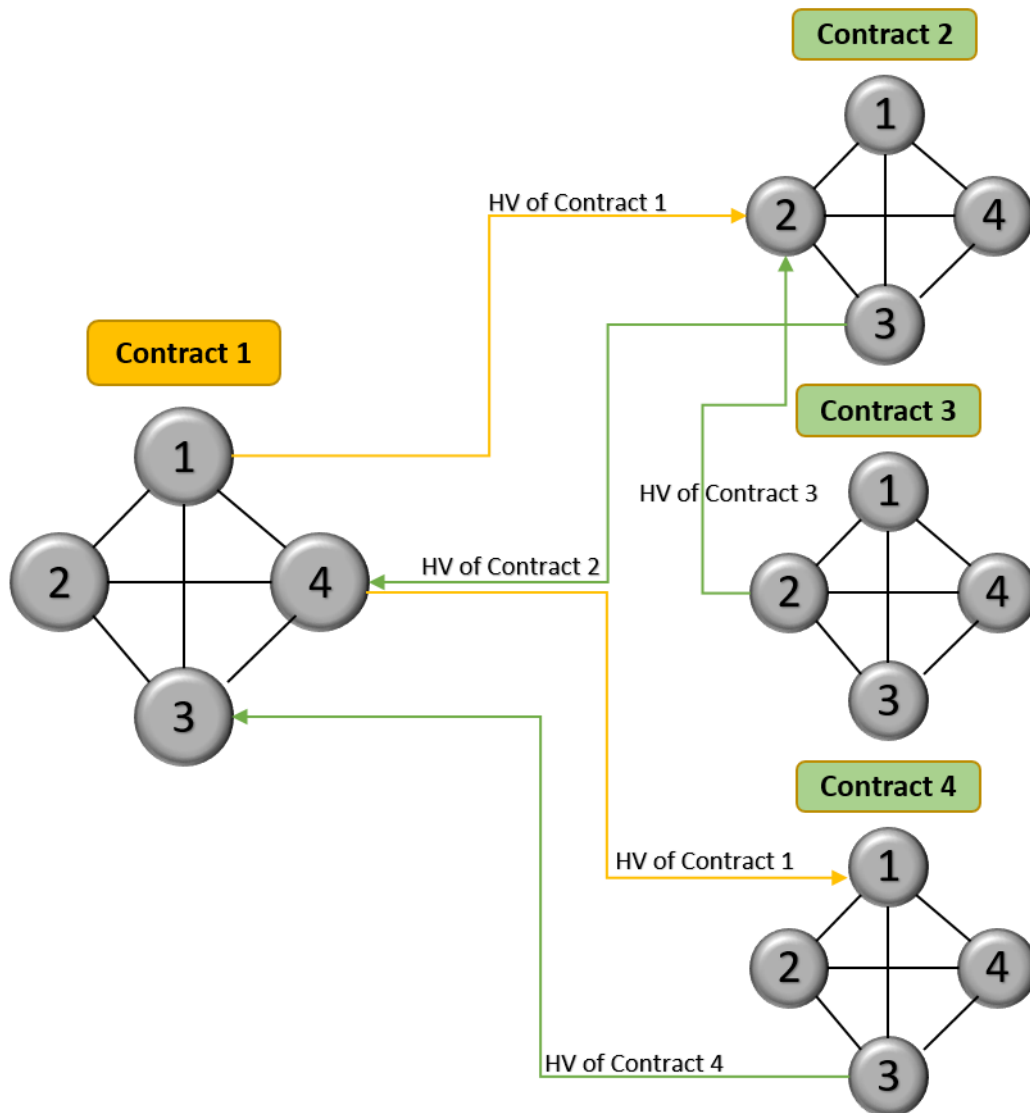 Contract 2
1
HV of Contract 1
2
4
3
Contract 1
Contract 3
1
HV of Contract 3
1
2
4
HV of Contract 2
2
4
3
3
Contract 4
HV of Contract 1
1
2
4
HV of Contract 4
3